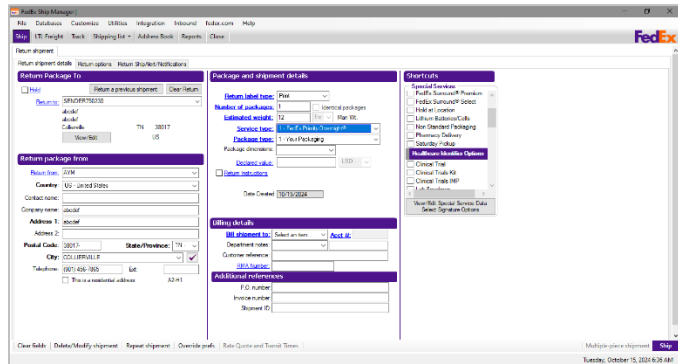 FedEx Ship Manager |
File Databases Customize Utilities Integration Inbound fedex.com Help
Ship LTL Freight Track Shipping list Address Book Reports Close
FedEx
Return shipment
Return shipment details Return options Return Ship/Alert/Notifications
Return Package To
Hold Return a previous shipment Clear Return
Return to: SENDER250230
abcdef
abcdef
Collierville TN 38017
View/Edit US
Return package from
Return from: AYM
Country: US - United States
Contact name:
Company name: abcdef
Address 1: abcdef
Address 2:
Postal Code: 38017- State/Province: TN -
City: COLLIERVILLE
Telephone: (901) 456-7865 Ext:
This is a residential address
Package and shipment details
Return label type: Print
Number of packages: 1 Identical packages
Estimated weight: 12 Man Wt.
Service type: 1 - FedEx Priority Overnight®
Package type: 1 - Your Packaging
Package dimensions:
Declared value: USD
Return instructions
Date Created 10/15/2024
Billing details
Bill shipment to: Select an item Acct #:
Department notes:
Customer reference:
RMA Number:
Additional references
P.O. number
Invoice number
Shipment ID
Shortcuts
Special Services
FedEx Surround® Premium
FedEx Surround® Select
Hold at Location
Lithium Batteries/Cells
Non Standard Packaging
Pharmacy Delivery
Saturday Pickup
Healthcare Identifier Options
Clinical Trial
Clinical Trials Kit
Clinical Trials IMP
View/Edit Special Service Data
Select Signature Options
Clear fields Delete/Modify shipment Repeat shipment Override prefs Rate Quote and Transit Times Multiple-piece shipment Ship
Tuesday, October 15, 2024 6:35 AM